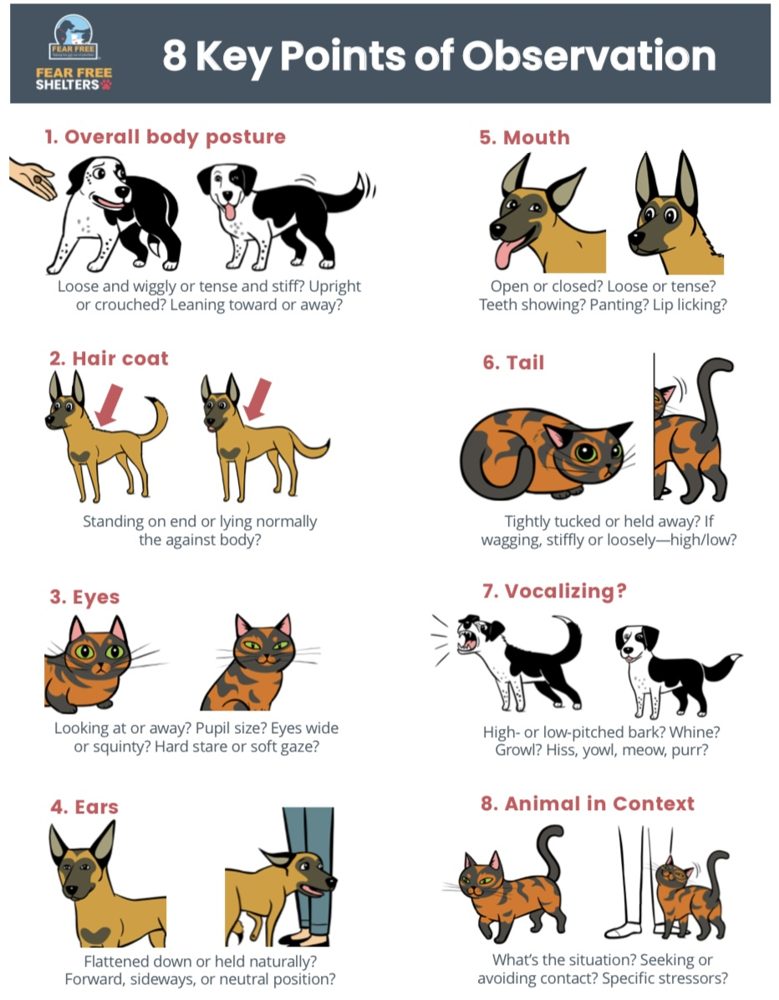 FEAR FREE
FEAR FREE
SHELTERS
8 Key Points of Observation
1. Overall body posture
Loose and wiggly or tense and stiff? Upright
or crouched? Leaning toward or away?
2. Hair coat
Standing on end or lying normally
the against body?
3. Eyes
Looking at or away? Pupil size? Eyes wide
or squinty? Hard stare or soft gaze?
4. Ears
Flattened down or held naturally?
Forward, sideways, or neutral position?
5. Mouth
Open or closed? Loose or tense?
Teeth showing? Panting? Lip licking?
6. Tail
Tightly tucked or held away? If
wagging, stiffly or loosely—high/low?
7. Vocalizing?
High- or low-pitched bark? Whine?
Growl? Hiss, yowl, meow, purr?
8. Animal in Context
What's the situation? Seeking or
avoiding contact? Specific stressors?